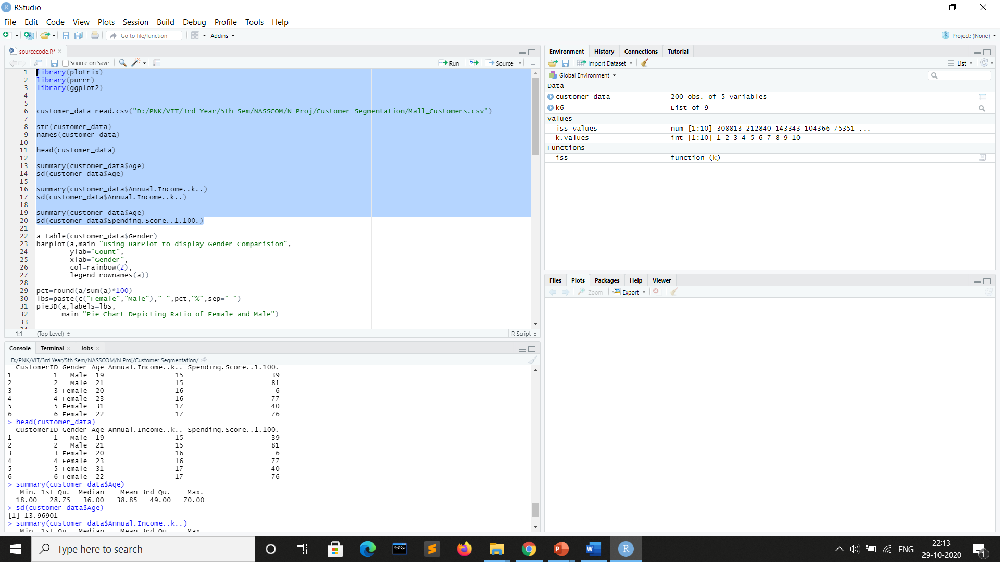 RStudio
File Edit Code View Plots Session Build Debug Profile Tools Help
Go to file/function Addins Project: (None)
sourcecode.R*
Source on Save Run Source
1 library(plotrix)
2 library(purrr)
3 library(ggplot2)
4
5
6 customer_data=read.csv("D:/PNK/VIT/3rd Year/5th Sem/NASSCOM/N Proj/Customer Segmentation/Mall_Customers.csv")
7
8 str(customer_data)
9 names(customer_data)
10
11 head(customer_data)
12
13 summary(customer_data$Age)
14 sd(customer_data$Age)
15
16 summary(customer_data$Annual.Income..k..)
17 sd(customer_data$Annual.Income..k..)
18
19 summary(customer_data$Age)
20 sd(customer_data$Spending.Score..1.100.)
21
22 a=table(customer_data$Gender)
23 barplot(a,main="Using BarPlot to display Gender Comparision",
24 ylab="Count",
25 xlab="Gender",
26 col=rainbow(2),
27 legend=rownames(a))
28
29 pct=round(a/sum(a)*100)
30 lbs=paste(c("Female","Male")," ",pct,"%",sep=" ")
31 pie3D(a,labels=lbs,
32 main="Pie Chart Depicting Ratio of Female and Male")
33
1:1 (Top Level) R Script
Console Terminal Jobs
D:/PNK/VIT/3rd Year/5th Sem/NASSCOM/N Proj/Customer Segmentation/
CustomerID Gender Age Annual.Income..k.. Spending.Score..1.100.
1 1 Male 19 15 39
2 2 Male 21 15 81
3 3 Female 20 16 6
4 4 Female 23 16 77
5 5 Female 31 17 40
6 6 Female 22 17 76
> head(customer_data)
CustomerID Gender Age Annual.Income..k.. Spending.Score..1.100.
1 1 Male 19 15 39
2 2 Male 21 15 81
3 3 Female 20 16 6
4 4 Female 23 16 77
5 5 Female 31 17 40
6 6 Female 22 17 76
> summary(customer_data$Age)
Min. 1st Qu. Median Mean 3rd Qu. Max.
18.00 28.75 36.00 38.85 49.00 70.00
> sd(customer_data$Age)
[1] 13.96901
> summary(customer_data$Annual.Income..k..)
Min. 1st Qu. Median Mean 3rd Qu. Max.
Environment History Connections Tutorial
Import Dataset List
Global Environment
Data
customer_data 200 obs. of 5 variables
k6 List of 9
Values
iss_values num [1:10] 308813 212840 143343 104366 75351 ...
k.values int [1:10] 1 2 3 4 5 6 7 8 9 10
Functions
iss function (k)
Files Plots Packages Help Viewer
Zoom Export
Type here to search
MySQL
ENG
22:13
29-10-2020
1